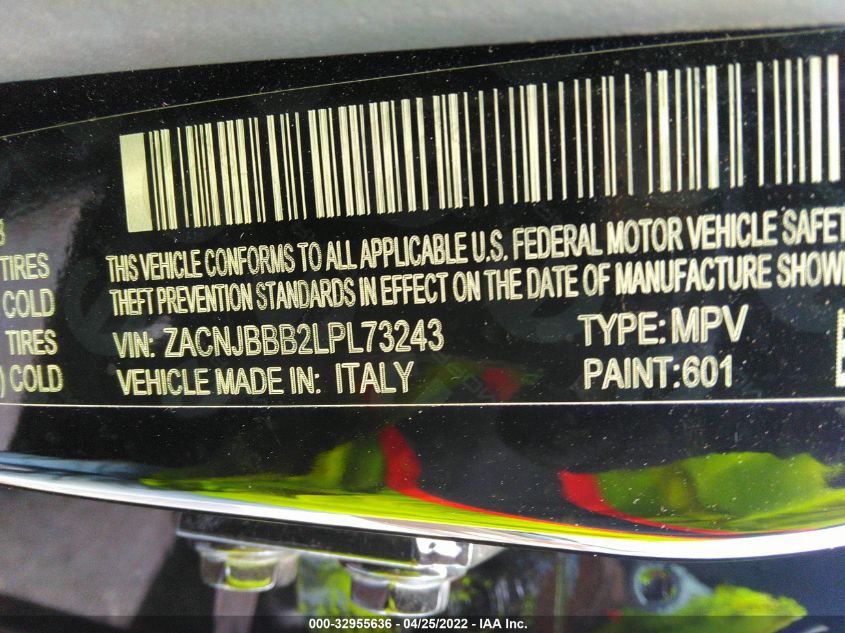 THIS VEHICLE CONFORMS TO ALL APPLICABLE U.S. FEDERAL MOTOR VEHICLE SAFETY
TIRES THEFT PREVENTION STANDARDS IN EFFECT ON THE DATE OF MANUFACTURE SHOW
COLD
TIRES VIN: ZACNJBBB2LPL73243 TYPE: MPV
) COLD VEHICLE MADE IN: ITALY PAINT: 601
000-32955636 - 04/25/2022 - IAA Inc.